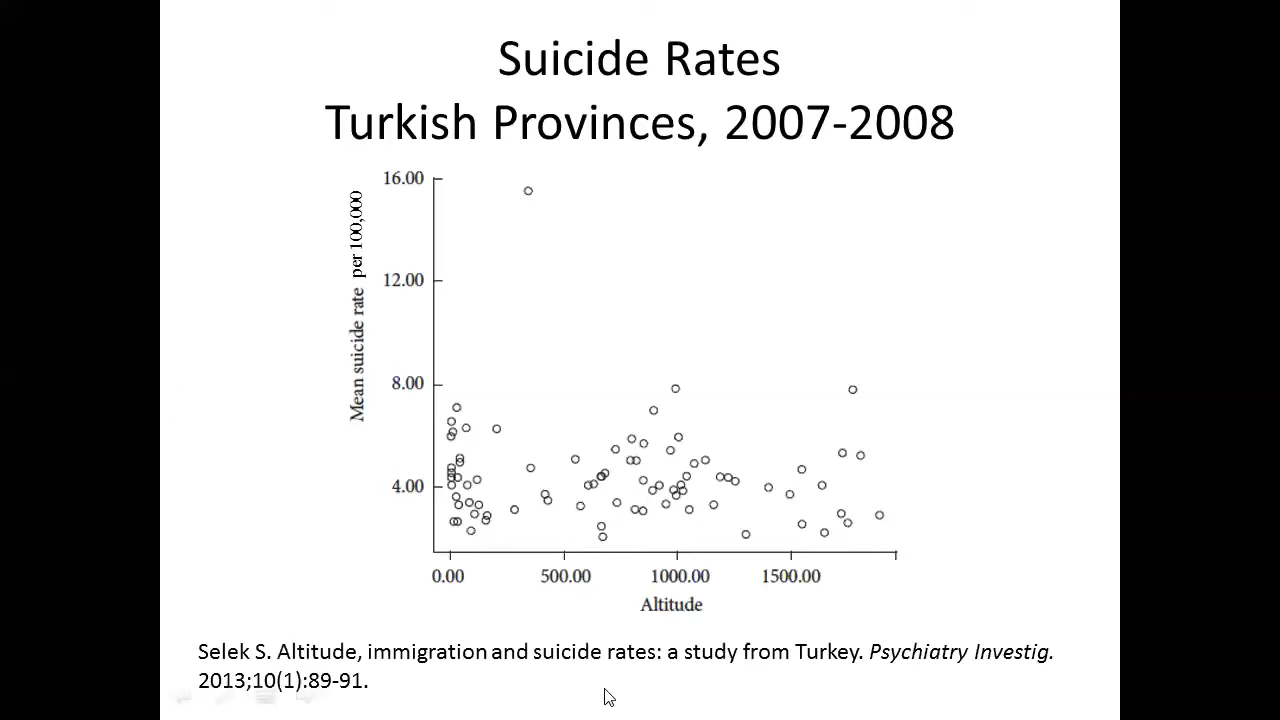 Suicide Rates
Turkish Provinces, 2007-2008
Mean suicide rate per 100,000
16.00
12.00
8.00
4.00
0.00 500.00 1000.00 1500.00
Altitude
Selek S. Altitude, immigration and suicide rates: a study from Turkey. Psychiatry Investig.
2013;10(1):89-91.